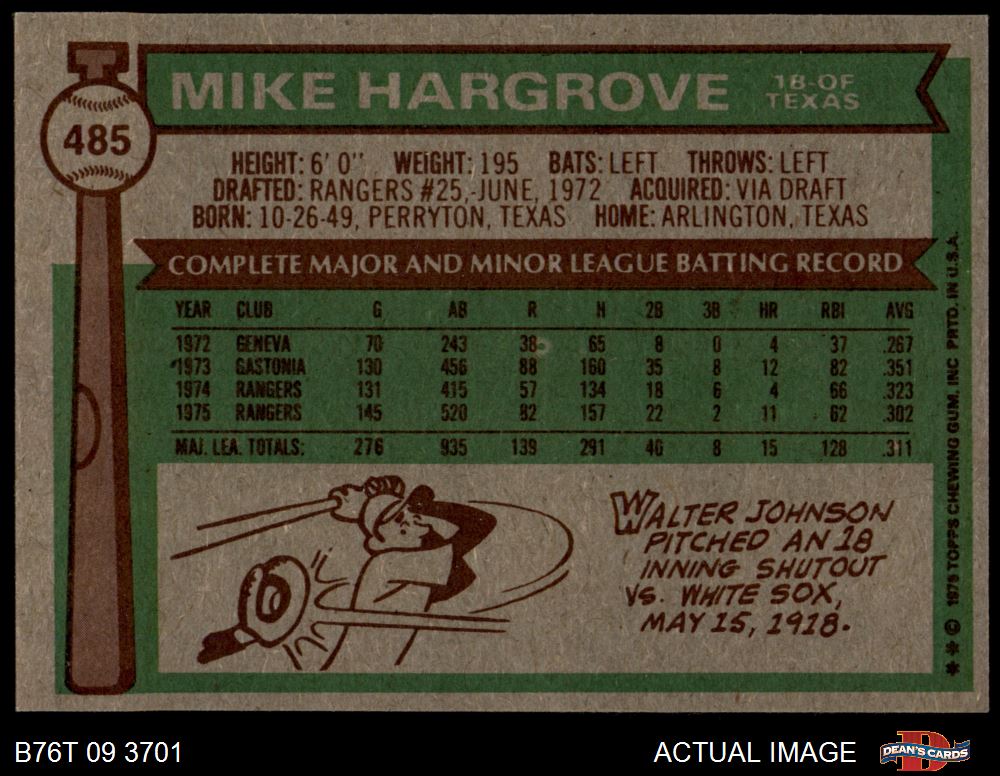 MIKE HARGROVE
1B-OF
TEXAS
485
HEIGHT: 6' 0" WEIGHT: 195 BATS: LEFT THROWS: LEFT
DRAFTED: RANGERS #25,-JUNE, 1972 ACQUIRED: VIA DRAFT
BORN: 10-26-49, PERRYTON, TEXAS HOME: ARLINGTON, TEXAS
COMPLETE MAJOR AND MINOR LEAGUE BATTING RECORD
YEAR CLUB G AB R H 2B 3B HR RBI AVG
1972 GENEVA 70 243 38 65 8 0 4 37 .267
*1973 GASTONIA 130 456 88 160 35 8 12 82 .351
1974 RANGERS 131 415 57 134 18 6 4 66 .323
1975 RANGERS 145 520 82 157 22 2 11 62 .302
MAJ. LEA. TOTALS: 276 935 139 291 40 8 15 128 .311
WALTER JOHNSON
PITCHED AN 18
INNING SHUTOUT
VS. WHITE SOX,
MAY 15, 1918.
* * © 1976 TOPPS CHEWING GUM, INC PRTD. IN U.S.A.
B76T 09 3701
ACTUAL IMAGE
D
DEAN'S CARDS